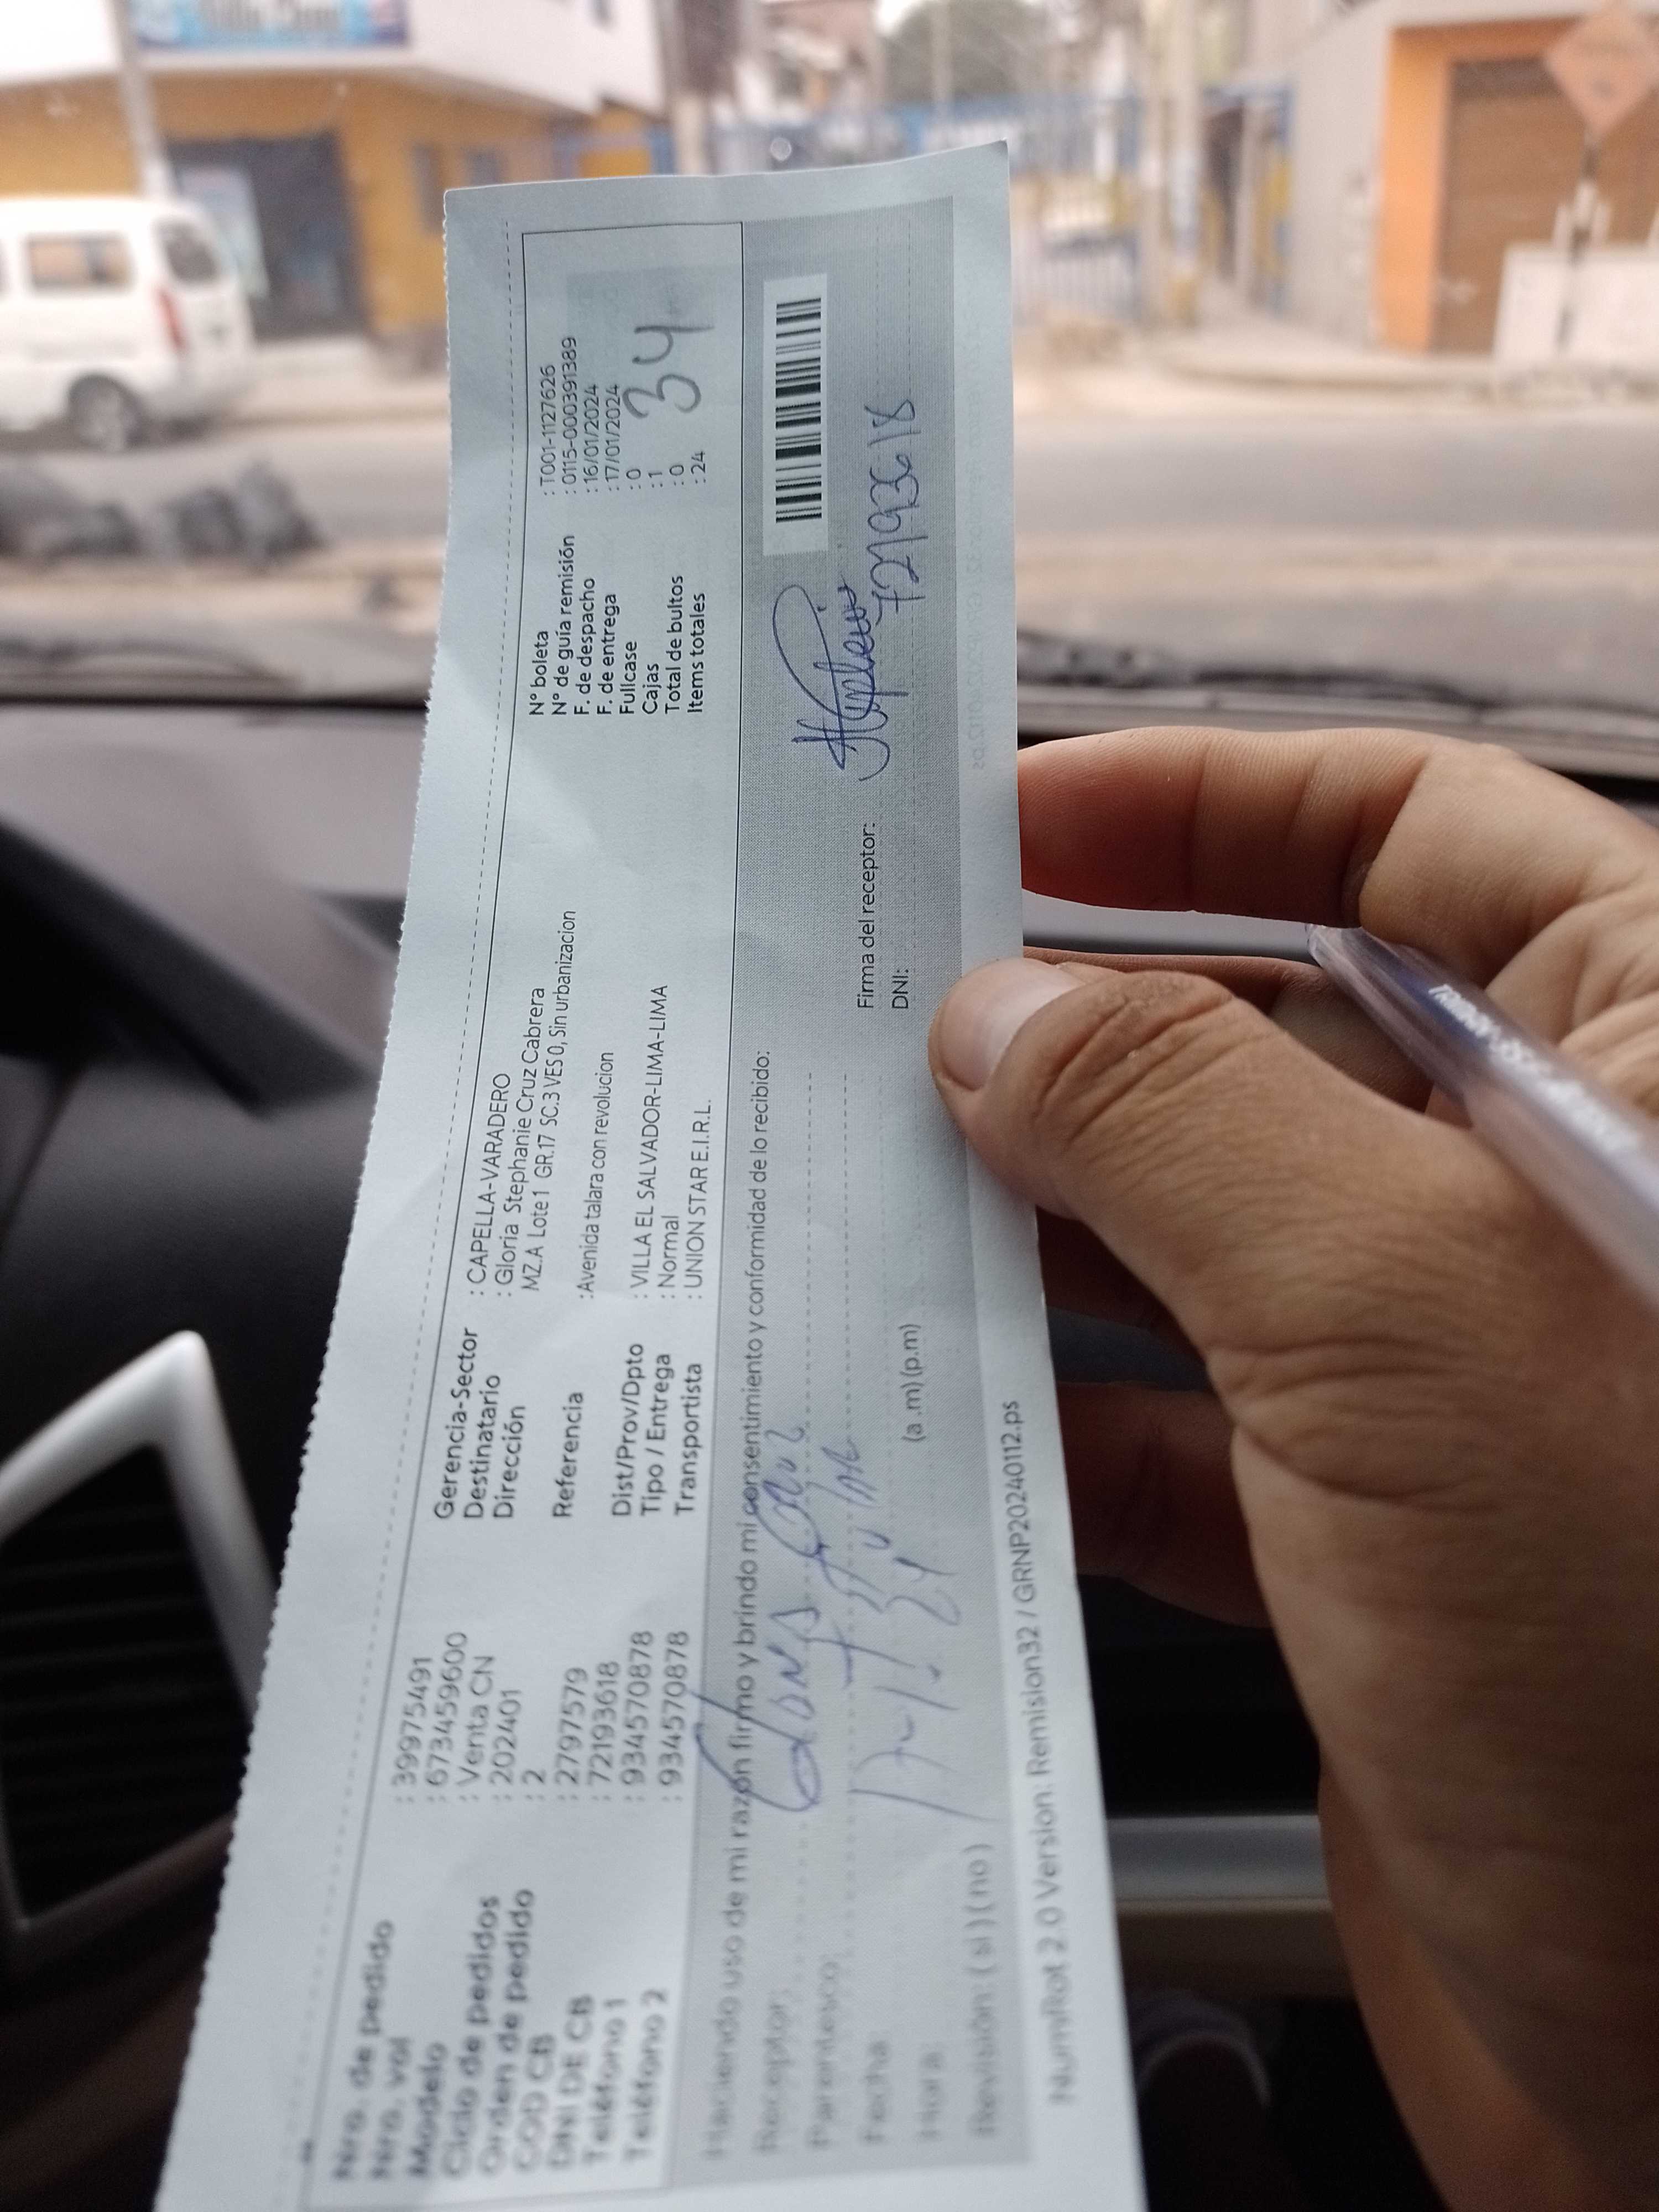 Nro. de pedido : 399975491
Nro. vol : 673459600
Modelo : Venta CN
Ciclo de pedidos : 202401
Orden de pedido : 2
COD CB : 27975579
DNI DE CB : 72193618
Teléfono 1 : 934570878
Teléfono 2 : 934570878
Gerencia-Sector : CAPELLA-VARADERO
Destinatario : Gloria Stephanie Cruz Cabrera
Dirección MZ.A Lote 1 GR.17 SC.3 VES 0, Sin urbanizacion
Referencia : Avenida talara con revolucion
Dist/Prov/Dpto : VILLA EL SALVADOR-LIMA-LIMA
Tipo / Entrega : Normal
Transportista : UNION STAR E.I.R.L.
N° boleta : T001-1127626
N° de guía remisión : 0115-000391389
F. de despacho : 16/01/2024
F. de entrega : 17/01/2024
Fullcase : 0
Cajas : 1
Total de bultos : 0
Items totales : 24
34
Haciendo uso de mi razón firmo y brindo mi consentimiento y conformidad de lo recibido:
Receptor:
Parentesco:
Fecha
Hora: (a .m) (p.m)
Revisión: ( si ) ( no )
Firma del receptor:
DNI: 72193618
NumRot 2.0 Version: Remision32 / GRNP20240112.ps